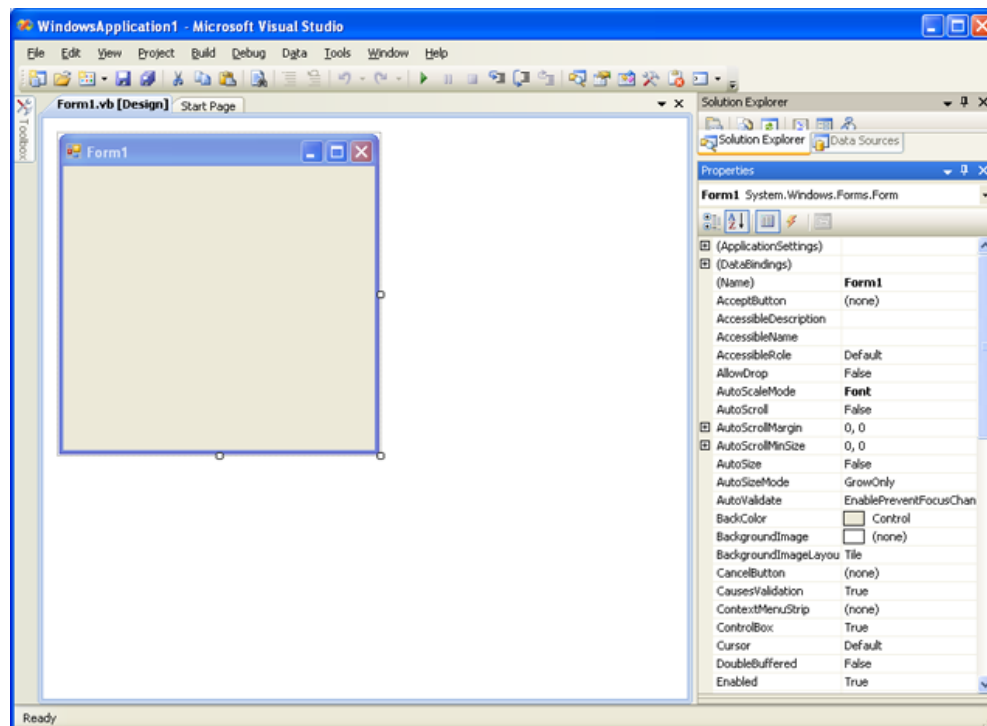 WindowsApplication1 - Microsoft Visual Studio
File Edit View Project Build Debug Data Tools Window Help
Form1.vb [Design] Start Page
Toolbox
Form1
Solution Explorer
Solution Explorer Data Sources
Properties
Form1 System.Windows.Forms.Form
(ApplicationSettings)
(DataBindings)
(Name) Form1
AcceptButton (none)
AccessibleDescription
AccessibleName
AccessibleRole Default
AllowDrop False
AutoScaleMode Font
AutoScroll False
AutoScrollMargin 0, 0
AutoScrollMinSize 0, 0
AutoSize False
AutoSizeMode GrowOnly
AutoValidate EnablePreventFocusChan
BackColor Control
BackgroundImage (none)
BackgroundImageLayou Tile
CancelButton (none)
CausesValidation True
ContextMenuStrip (none)
ControlBox True
Cursor Default
DoubleBuffered False
Enabled True
Ready